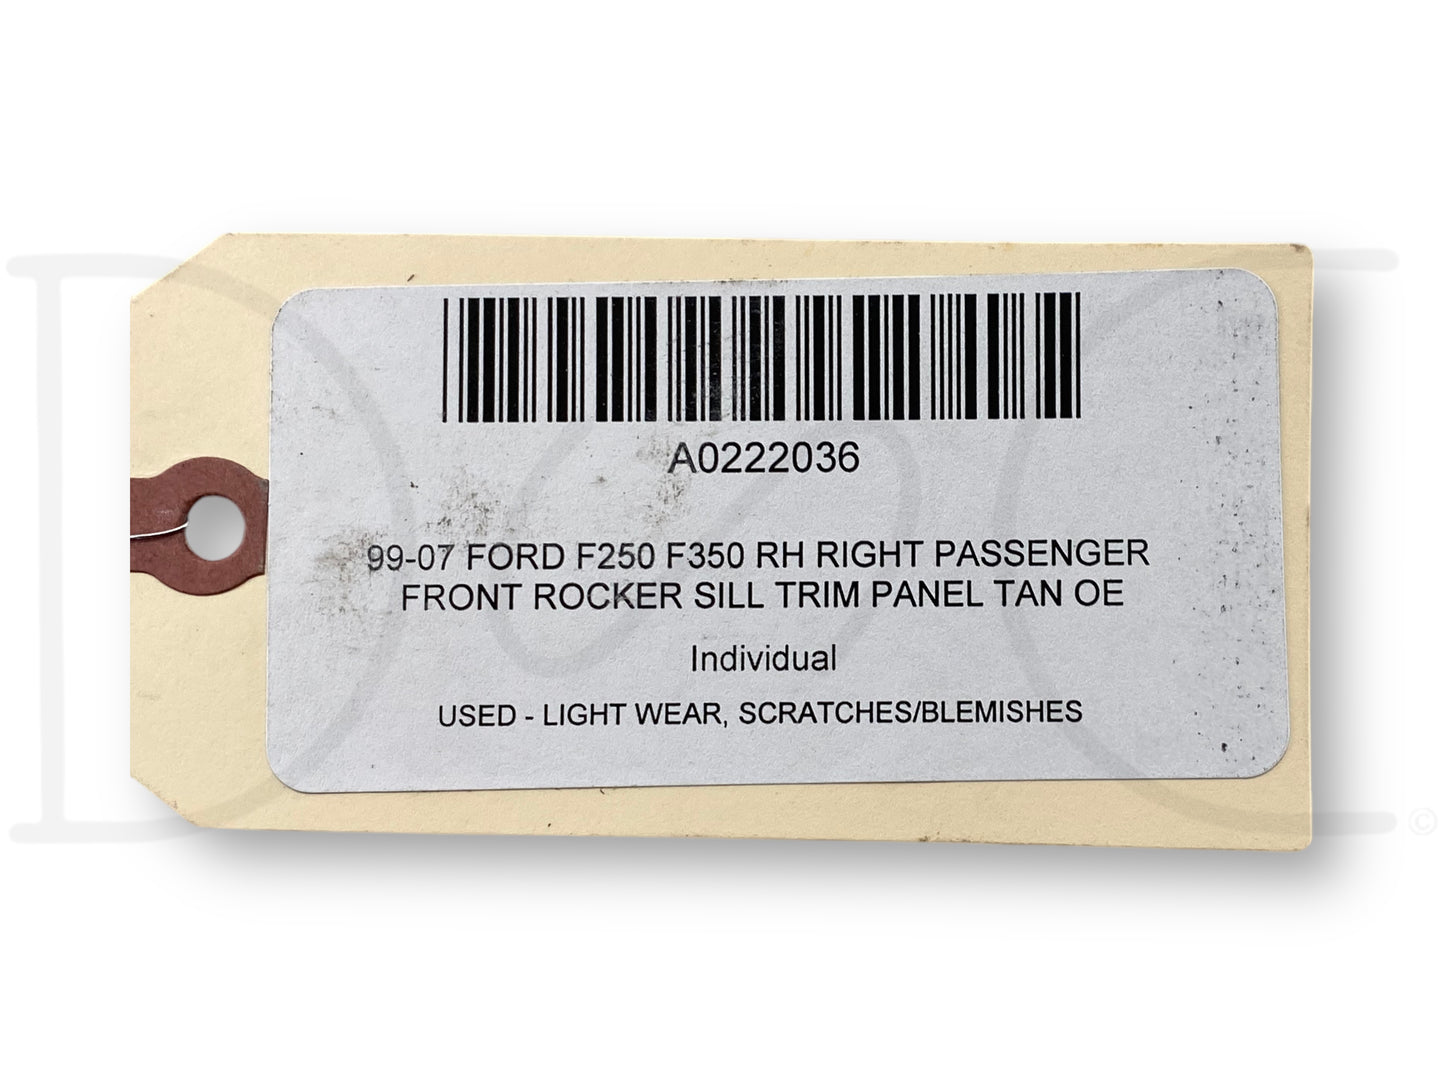 A0222036
99-07 FORD F250 F350 RH RIGHT PASSENGER
FRONT ROCKER SILL TRIM PANEL TAN OE
Individual
USED - LIGHT WEAR, SCRATCHES/BLEMISHES
©